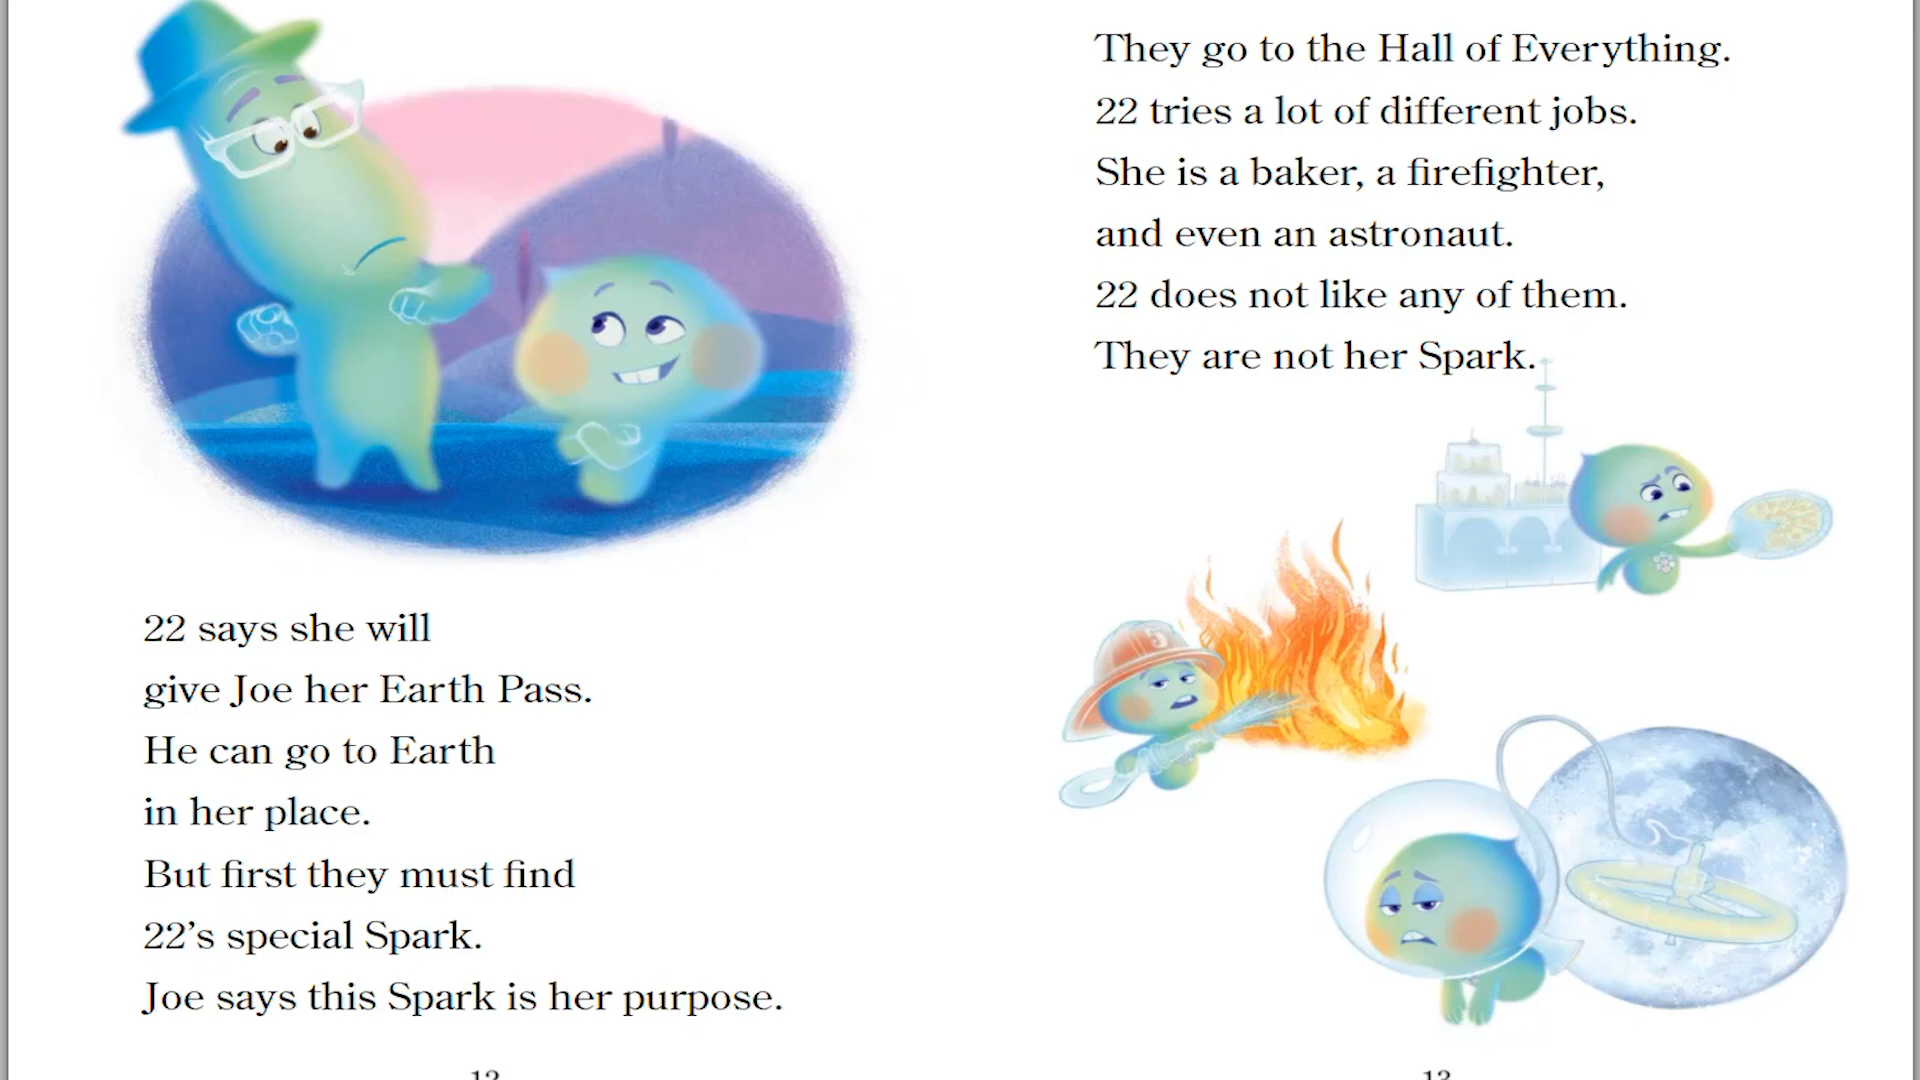 22 says she will
give Joe her Earth Pass.
He can go to Earth
in her place.
But first they must find
22’s special Spark.
Joe says this Spark is her purpose.
12
They go to the Hall of Everything.
22 tries a lot of different jobs.
She is a baker, a firefighter,
and even an astronaut.
22 does not like any of them.
They are not her Spark.
13